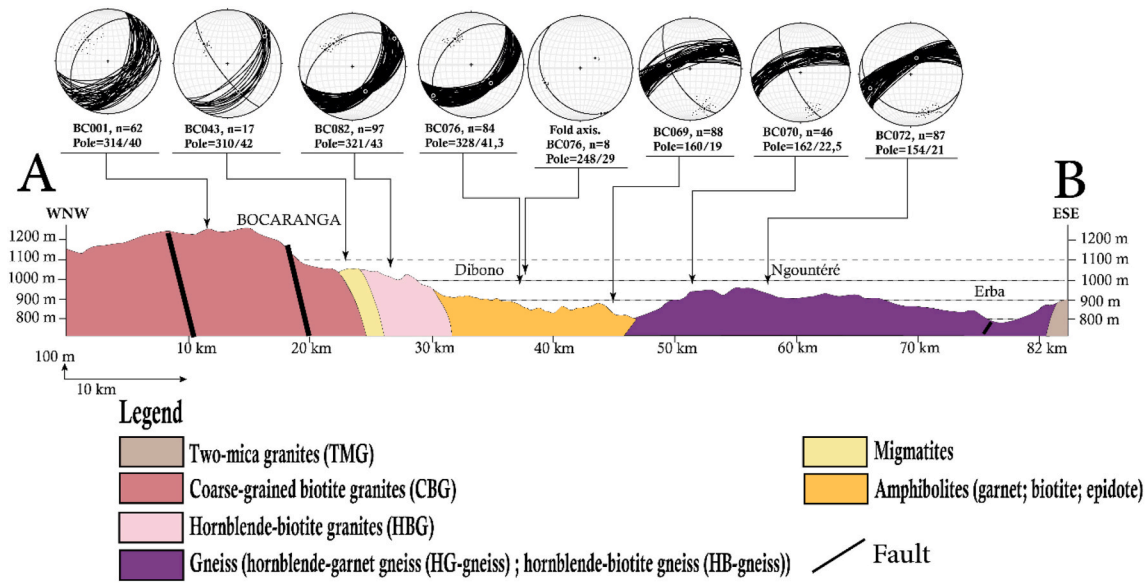 BC001, n=62
Pole=314/40
BC043, n=17
Pole=310/42
BC082, n=97
Pole=321/43
BC076, n=84
Pole=328/41,3
Fold axis.
BC076, n=8
Pole=248/29
BC069, n=88
Pole=160/19
BC070, n=46
Pole=162/22,5
BC072, n=87
Pole=154/21
A
B
WNW
ESE
BOCARANGA
Dibono
Ngountéré
Erba
1200 m
1100 m
1000 m
900 m
800 m
1200 m
1100 m
1000 m
900 m
800 m
10 km
20 km
30 km
40 km
50 km
60 km
70 km
82 km
100 m
10 km
Legend
Two-mica granites (TMG)
Coarse-grained biotite granites (CBG)
Hornblende-biotite granites (HBG)
Gneiss (hornblende-garnet gneiss (HG-gneiss) ; hornblende-biotite gneiss (HB-gneiss))
Migmatites
Amphibolites (garnet; biotite; epidote)
Fault